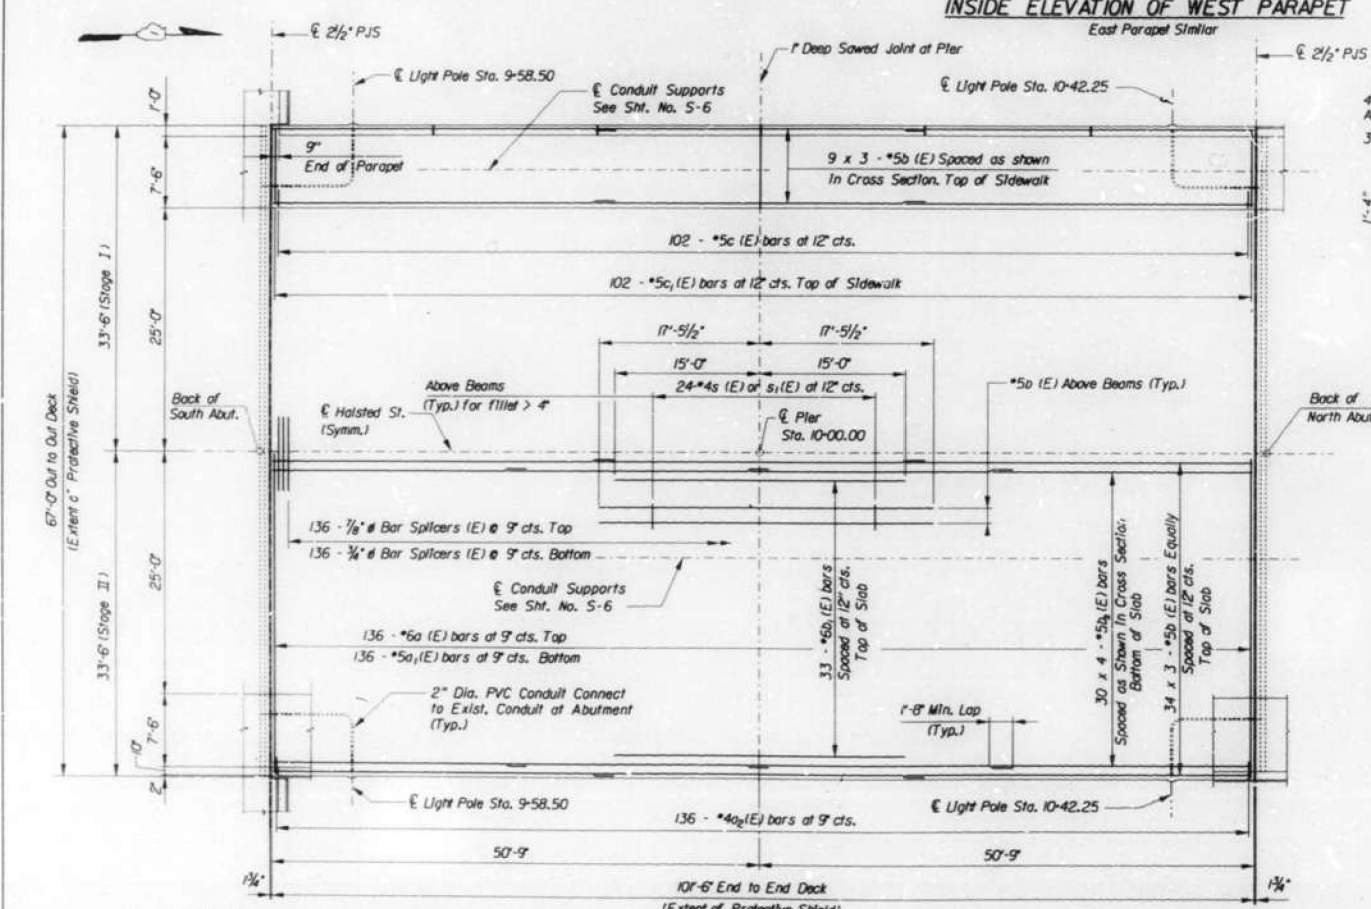 INSIDE ELEVATION OF WEST PARAPET
East Parapet Similar
℄ 2½" PJS
1" Deep Sawed Joint at Pier
℄ 2½" PJS
℄ Light Pole Sta. 9+58.50
℄ Conduit Supports
See Sht. No. S-6
℄ Light Pole Sta. 10+42.25
1'-0"
9"
End of Parapet
9 x 3 - #5b (E) Spaced as shown
in Cross Section. Top of Sidewalk
7'-6"
1'-4"
102 - #5c (E) bars at 12" cts.
102 - #5c₁(E) bars at 12" cts. Top of Sidewalk
33'-6" (Stage I)
25'-0"
17'-5½"
17'-5½"
15'-0"
15'-0"
24-#4s (E) or s₁(E) at 12" cts.
#5b (E) Above Beams (Typ.)
Above Beams
(Typ.) for fillet > 4"
Back of
South Abut.
℄ Halsted St.
(Symm.)
℄ Pier
Sta. 10+00.00
Back of
North Abut
67'-0" Out to Out Deck
(Extent o" Protective Shield)
136 - ⅞" ø Bar Splicers (E) @ 9" cts. Top
136 - ¾" ø Bar Splicers (E) @ 9" cts. Bottom
25'-0"
33'-6" (Stage II)
℄ Conduit Supports
See Sht. No. S-6
136 - #6a (E) bars at 9" cts. Top
136 - #5a₁(E) bars at 9" cts. Bottom
33 - #6b₁(E) bars
Spaced at 12" cts.
Top of Slab
30 x 4 - #5b₂(E) bars
Spaced as Shown In Cross Section
Bottom of Slab
34 x 3 - #5b (E) bars Equally
Spaced at 12" cts.
Top of Slab
2" Dia. PVC Conduit Connect
to Exist. Conduit at Abutment
(Typ.)
1'-8" Min. Lap
(Typ.)
7'-6"
10"
2"
℄ Light Pole Sta. 9+58.50
℄ Light Pole Sta. 10+42.25
136 - #4a₂(E) bars at 9" cts.
50'-9"
50'-9"
1¾"
101'-6" End to End Deck
1¾"
(Extent of Protective Shield)